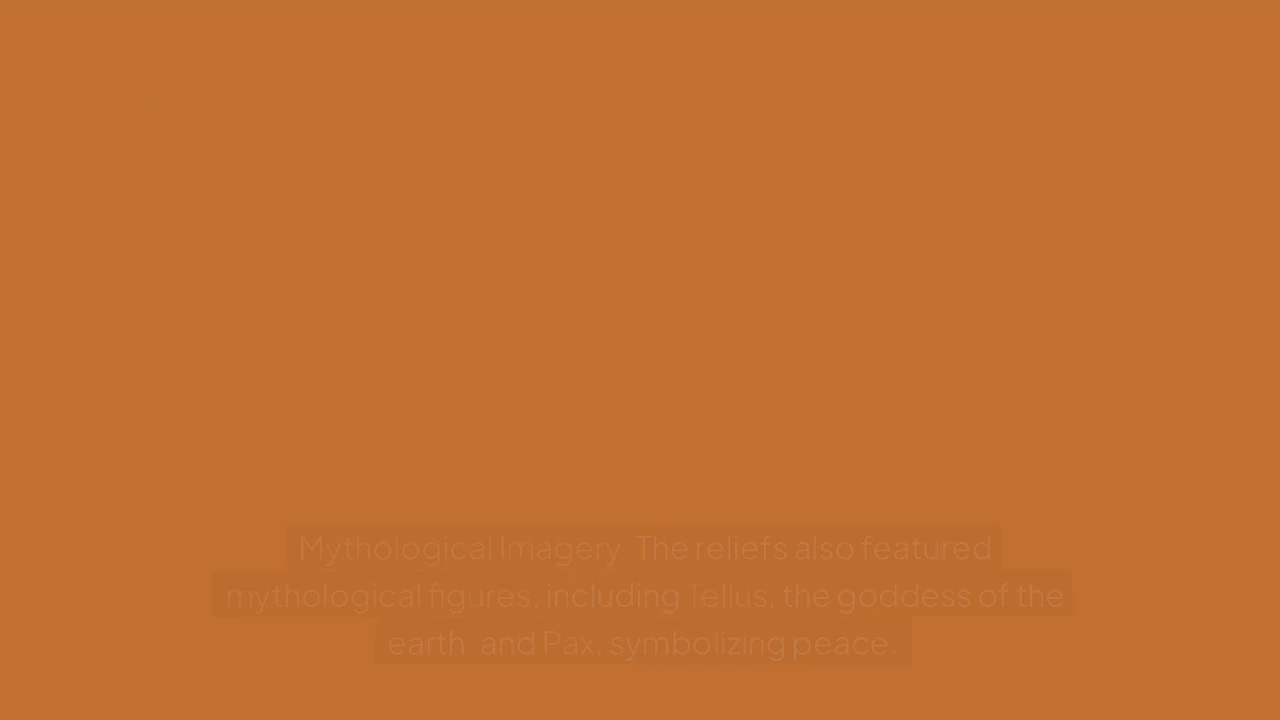 Mythological Imagery The reliefs also featured
mythological figures, including Tellus, the goddess of the
earth and Pax, symbolizing peace.